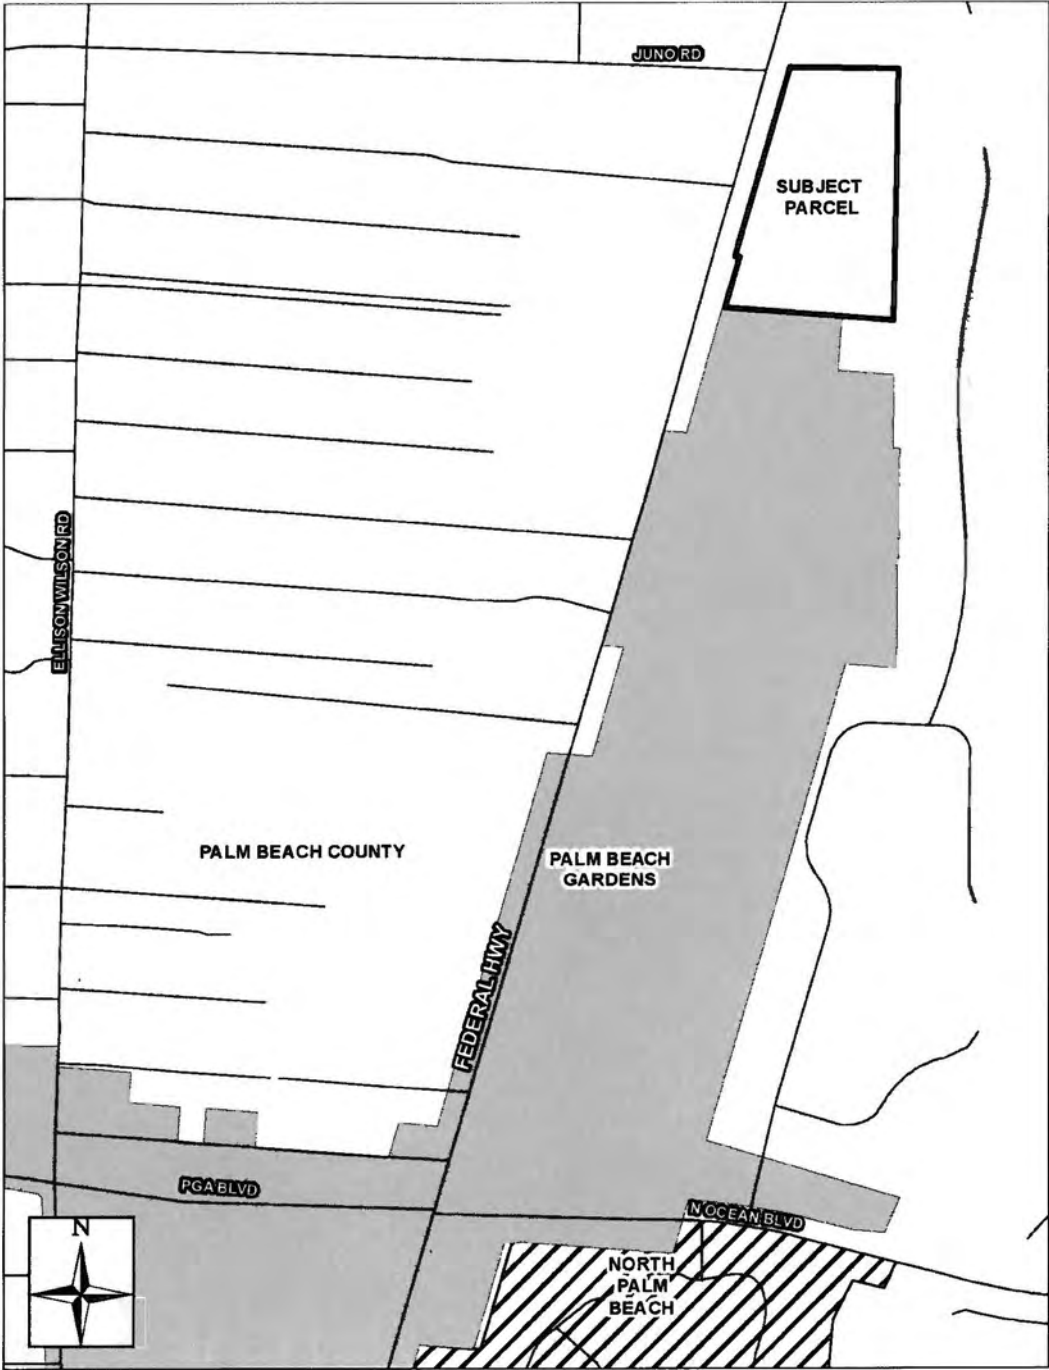 JUNO RD
SUBJECT
PARCEL
ELLISON WILSON RD
PALM BEACH COUNTY
PALM BEACH
GARDENS
FEDERAL HWY
PGA BLVD
N OCEAN BLVD
N
NORTH
PALM
BEACH